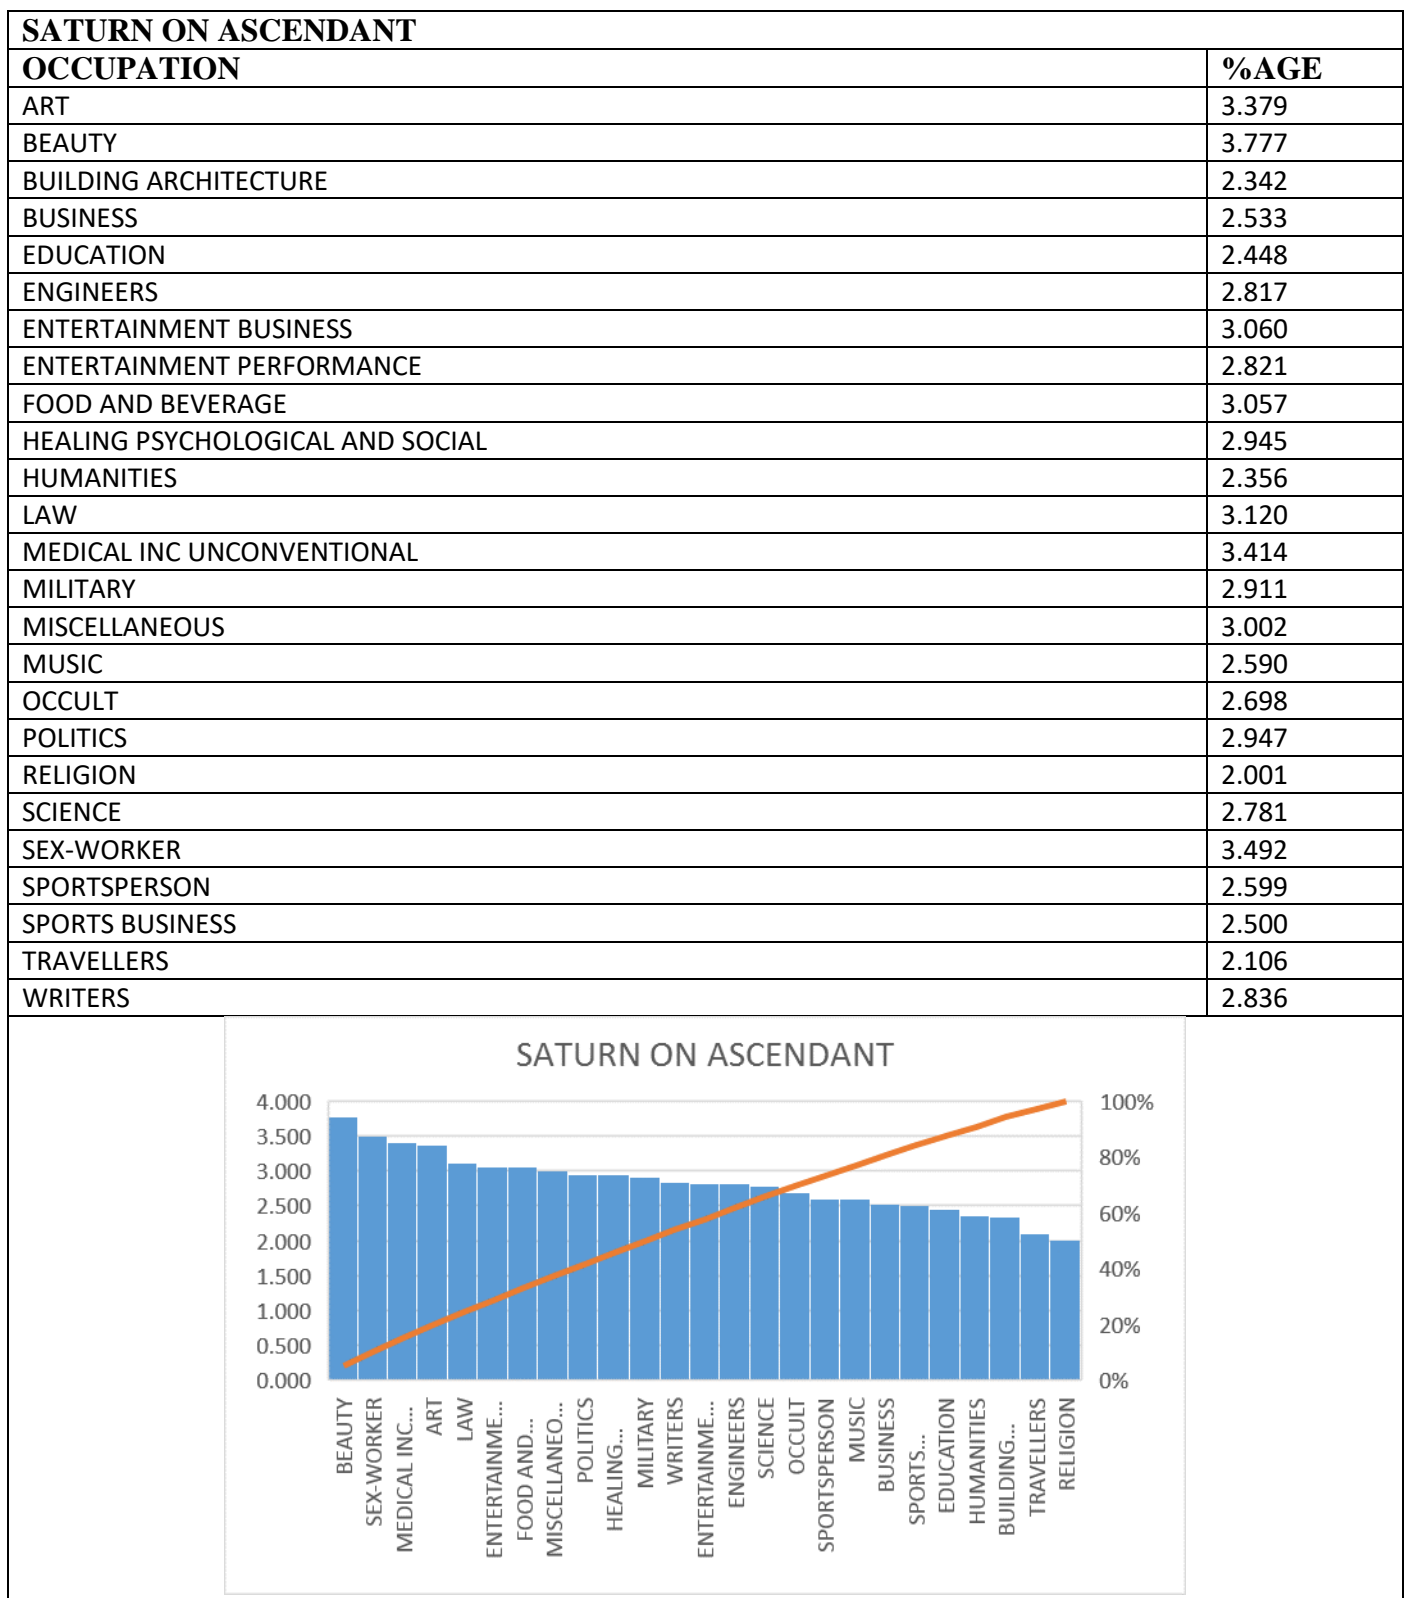 SATURN ON ASCENDANT
OCCUPATION %AGE
ART 3.379
BEAUTY 3.777
BUILDING ARCHITECTURE 2.342
BUSINESS 2.533
EDUCATION 2.448
ENGINEERS 2.817
ENTERTAINMENT BUSINESS 3.060
ENTERTAINMENT PERFORMANCE 2.821
FOOD AND BEVERAGE 3.057
HEALING PSYCHOLOGICAL AND SOCIAL 2.945
HUMANITIES 2.356
LAW 3.120
MEDICAL INC UNCONVENTIONAL 3.414
MILITARY 2.911
MISCELLANEOUS 3.002
MUSIC 2.590
OCCULT 2.698
POLITICS 2.947
RELIGION 2.001
SCIENCE 2.781
SEX-WORKER 3.492
SPORTSPERSON 2.599
SPORTS BUSINESS 2.500
TRAVELLERS 2.106
WRITERS 2.836
SATURN ON ASCENDANT
4.000 100%
3.500
3.000 80%
2.500
2.000 60%
1.500 40%
1.000
0.500 20%
0.000 0%
BEAUTY
SEX-WORKER
MEDICAL INC...
ART
LAW
ENTERTAINME...
FOOD AND...
MISCELLANEO...
POLITICS
HEALING...
MILITARY
WRITERS
ENTERTAINME...
ENGINEERS
SCIENCE
OCCULT
SPORTSPERSON
MUSIC
BUSINESS
SPORTS...
EDUCATION
HUMANITIES
BUILDING...
TRAVELLERS
RELIGION